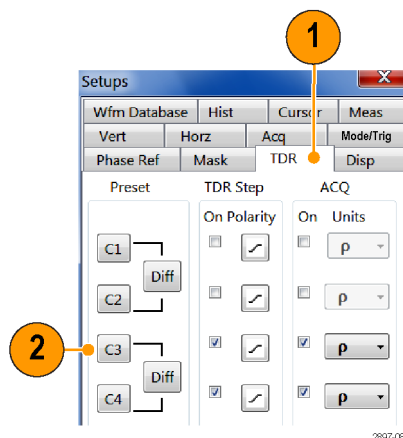 1
Setups
X
Wfm Database Hist Cursor Meas
Vert Horz Acq Mode/Trig
Phase Ref Mask TDR Disp
Preset TDR Step ACQ
On Polarity On Units
C1 ρ
Diff
C2 ρ
2 C3 ρ
Diff
C4 ρ